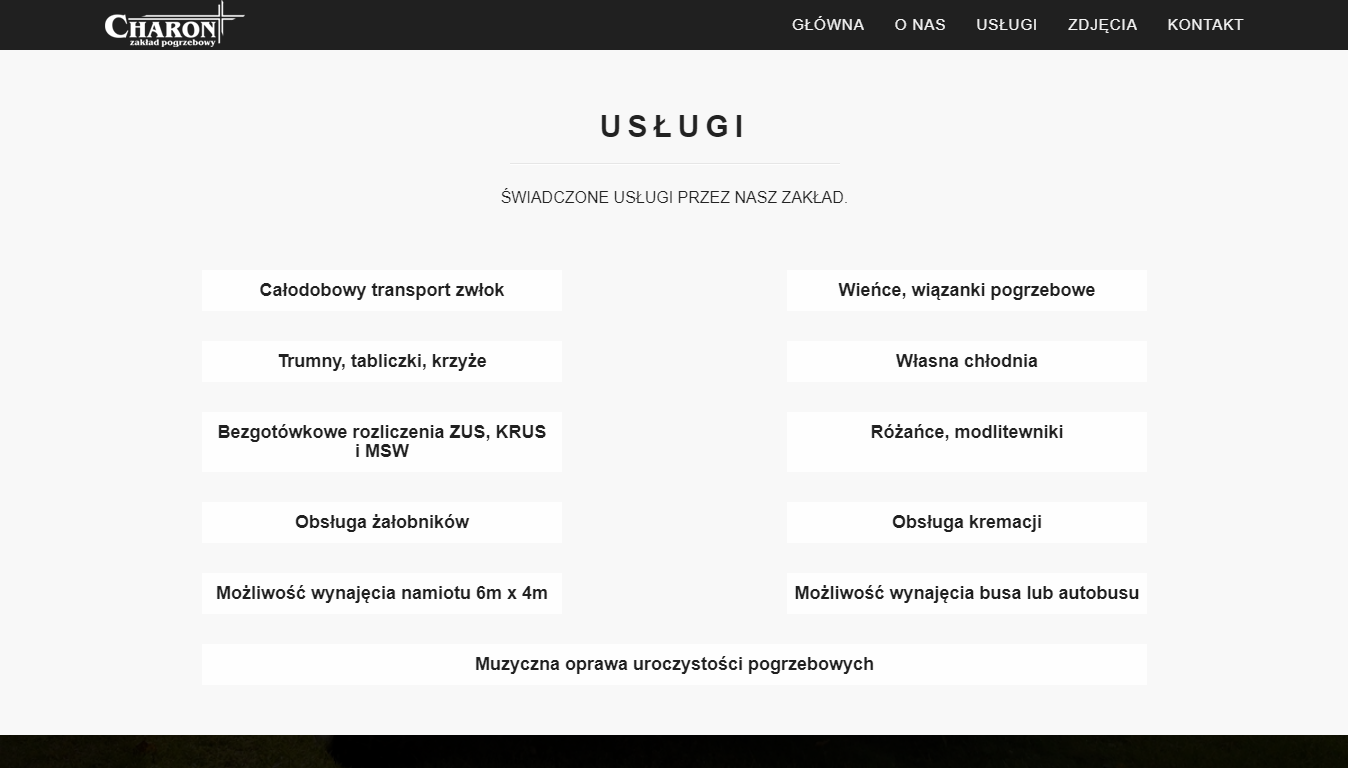 CHARON
zakład pogrzebowy
GŁÓWNA O NAS USŁUGI ZDJĘCIA KONTAKT
USŁUGI
ŚWIADCZONE USŁUGI PRZEZ NASZ ZAKŁAD.
Całodobowy transport zwłok
Wieńce, wiązanki pogrzebowe
Trumny, tabliczki, krzyże
Własna chłodnia
Bezgotówkowe rozliczenia ZUS, KRUS
i MSW
Różańce, modlitewniki
Obsługa żałobników
Obsługa kremacji
Możliwość wynajęcia namiotu 6m x 4m
Możliwość wynajęcia busa lub autobusu
Muzyczna oprawa uroczystości pogrzebowych